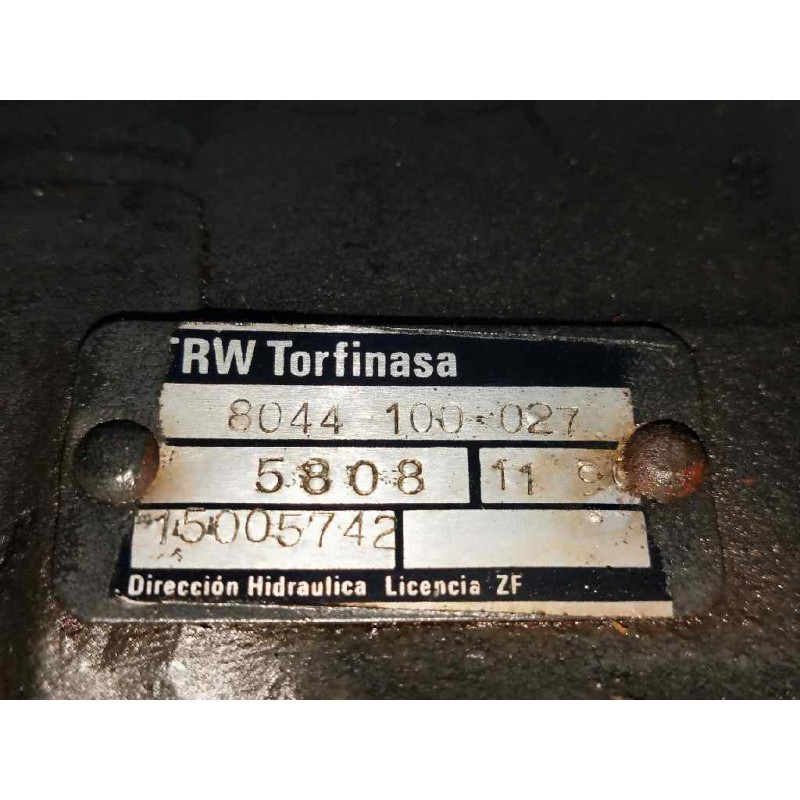 TRW Torfinasa
8044 100-027
5808 11
15005742
Dirección Hidraulica Licencia ZF